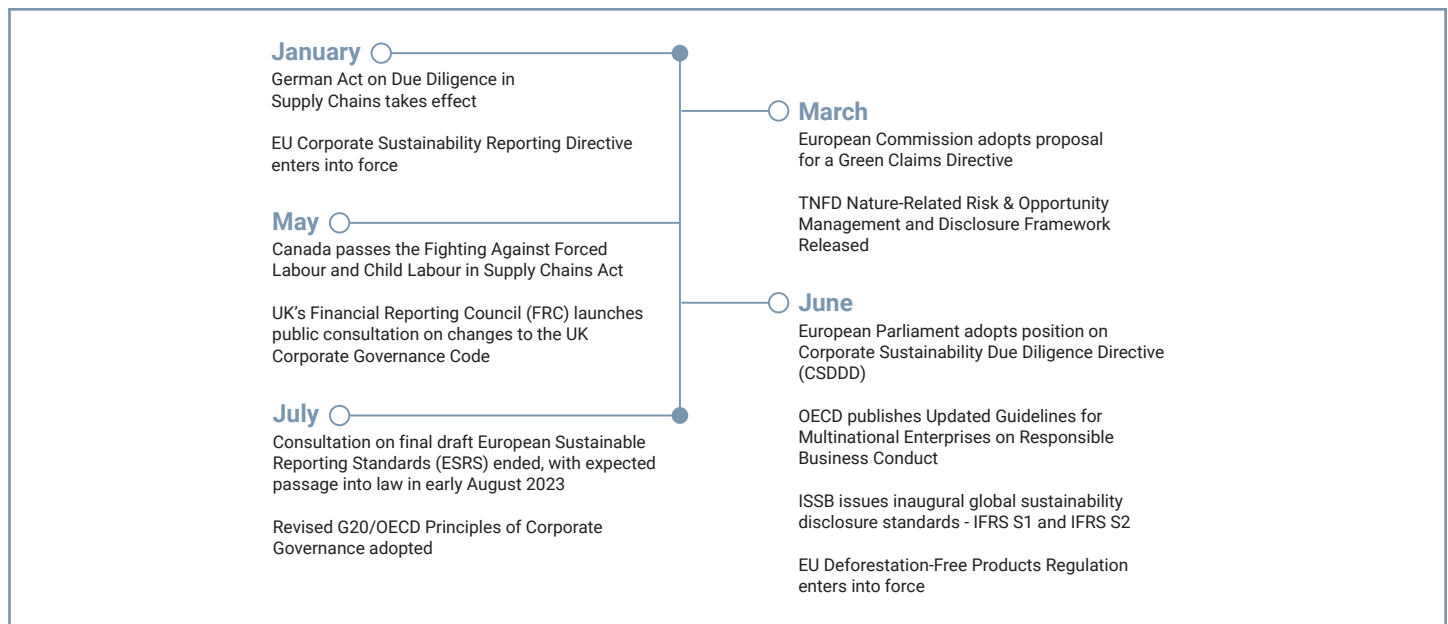 January
German Act on Due Diligence in
Supply Chains takes effect
EU Corporate Sustainability Reporting Directive
enters into force
March
European Commission adopts proposal
for a Green Claims Directive
TNFD Nature-Related Risk & Opportunity
Management and Disclosure Framework
Released
May
Canada passes the Fighting Against Forced
Labour and Child Labour in Supply Chains Act
UK’s Financial Reporting Council (FRC) launches
public consultation on changes to the UK
Corporate Governance Code
June
European Parliament adopts position on
Corporate Sustainability Due Diligence Directive
(CSDDD)
OECD publishes Updated Guidelines for
Multinational Enterprises on Responsible
Business Conduct
ISSB issues inaugural global sustainability
disclosure standards - IFRS S1 and IFRS S2
EU Deforestation-Free Products Regulation
enters into force
July
Consultation on final draft European Sustainable
Reporting Standards (ESRS) ended, with expected
passage into law in early August 2023
Revised G20/OECD Principles of Corporate
Governance adopted